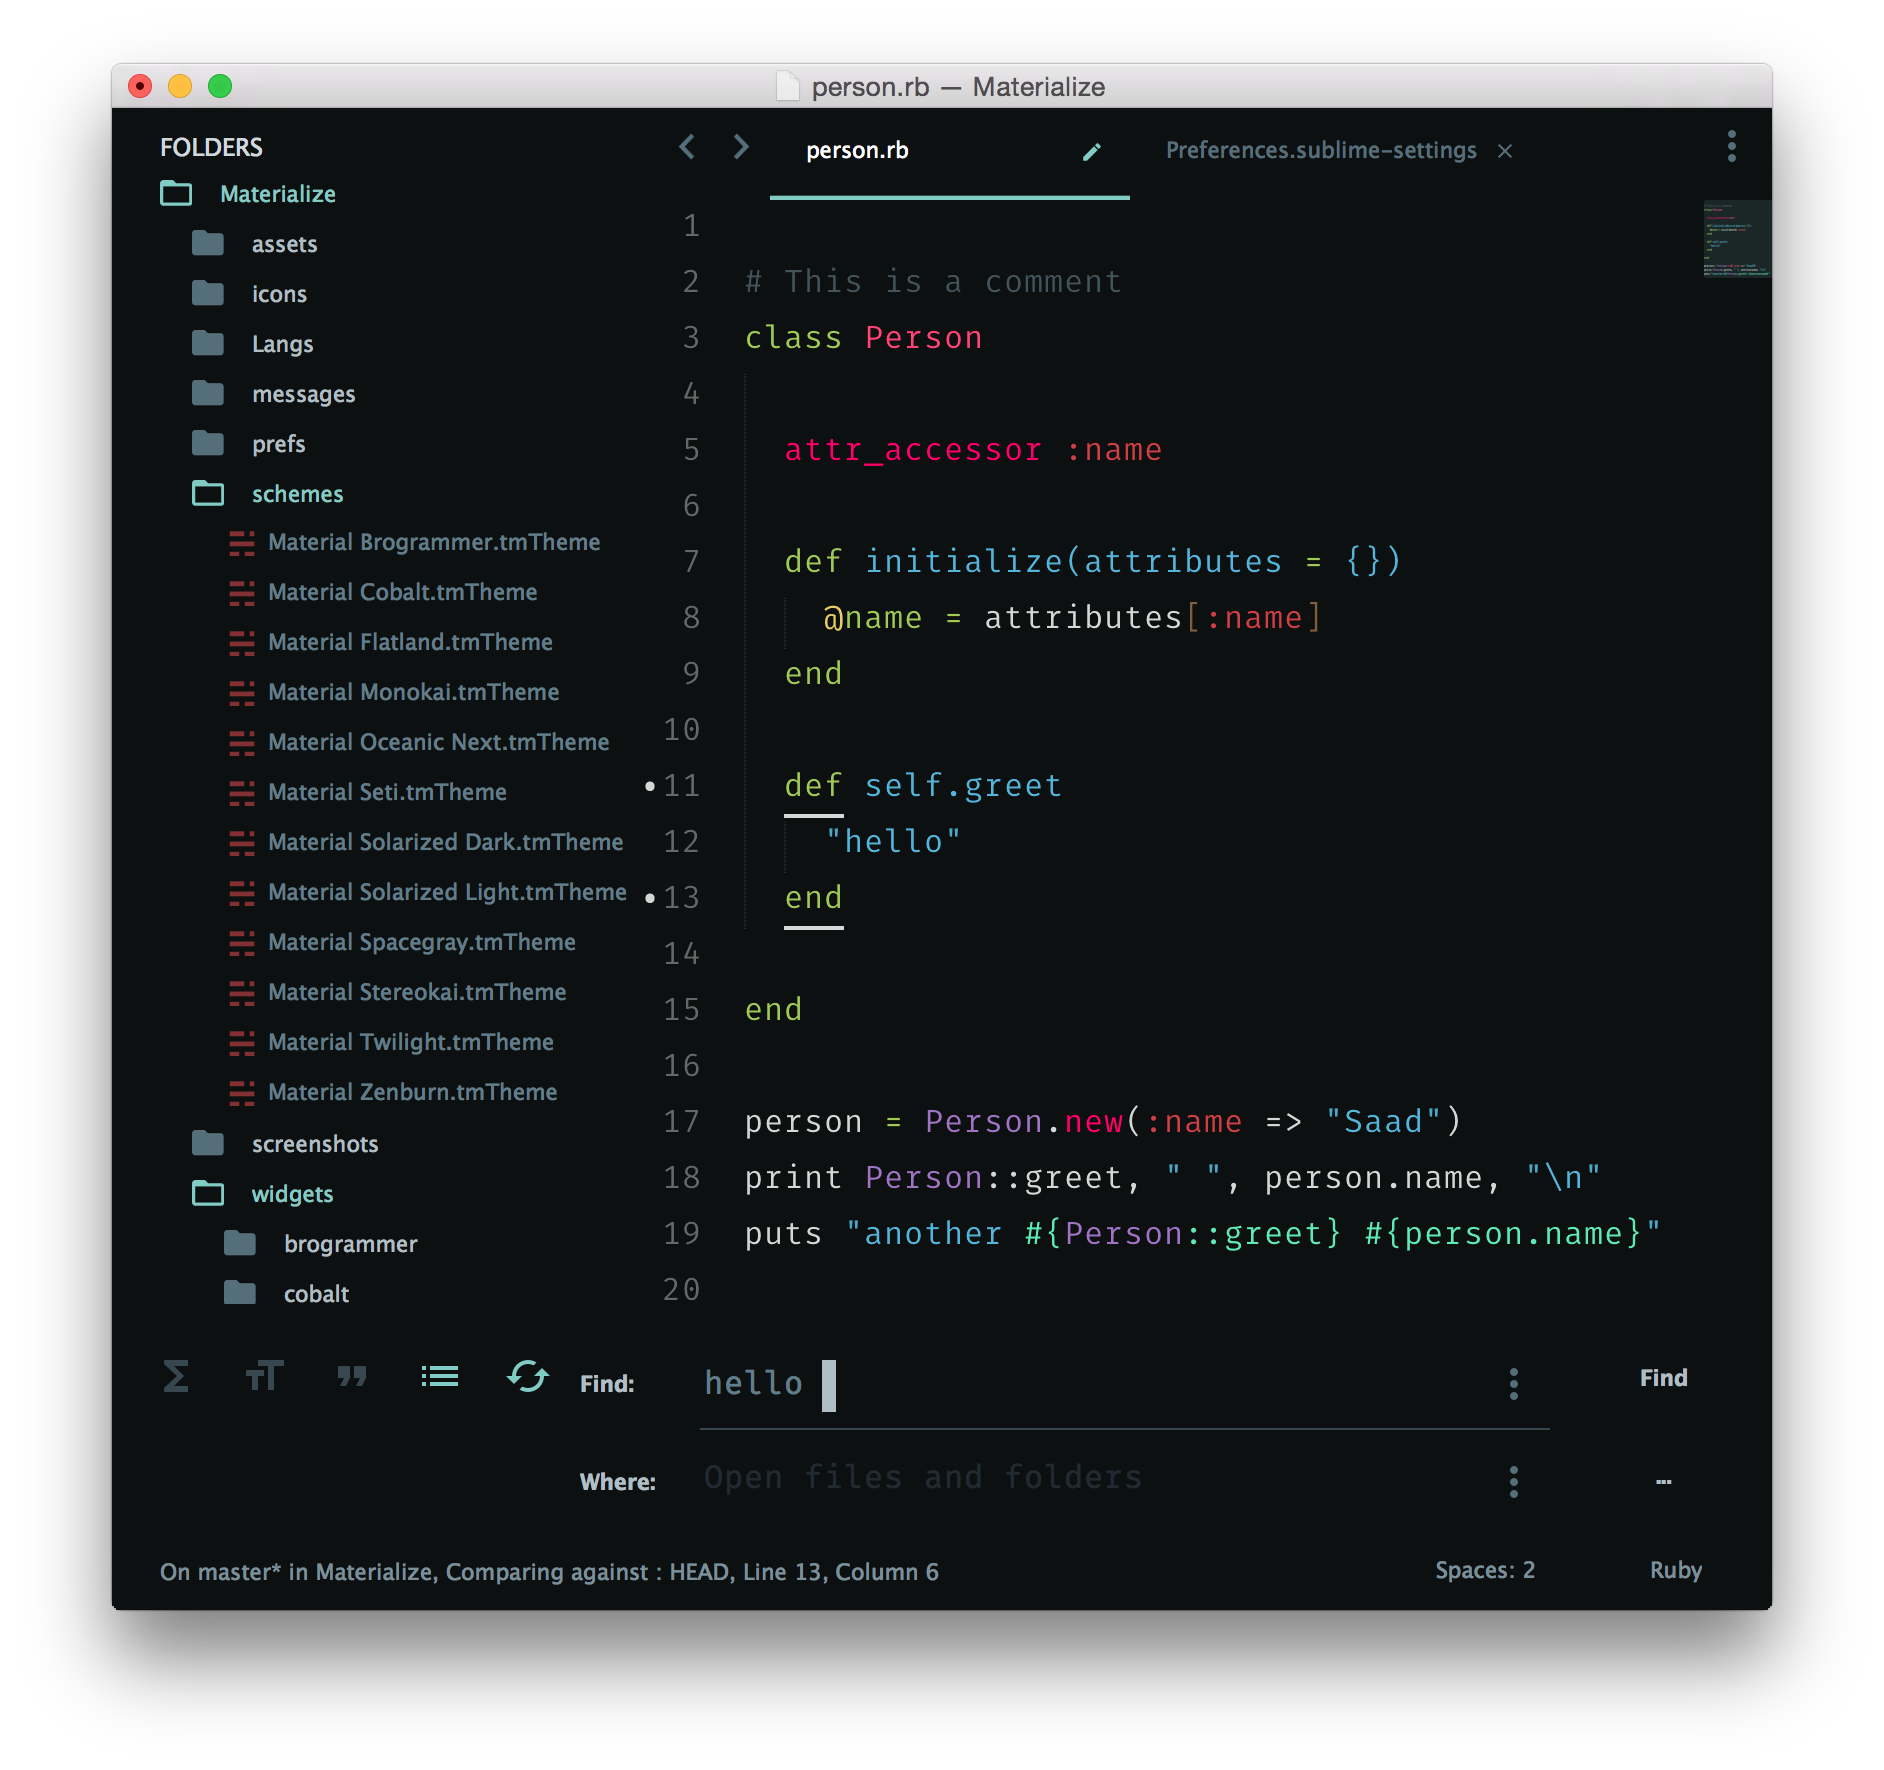 person.rb — Materialize
FOLDERS
Materialize
assets
icons
Langs
messages
prefs
schemes
Material Brogrammer.tmTheme
Material Cobalt.tmTheme
Material Flatland.tmTheme
Material Monokai.tmTheme
Material Oceanic Next.tmTheme
Material Seti.tmTheme
Material Solarized Dark.tmTheme
Material Solarized Light.tmTheme
Material Spacegray.tmTheme
Material Stereokai.tmTheme
Material Twilight.tmTheme
Material Zenburn.tmTheme
screenshots
widgets
brogrammer
cobalt
person.rb
Preferences.sublime-settings
1
2 # This is a comment
3 class Person
4
5 attr_accessor :name
6
7 def initialize(attributes = {})
8 @name = attributes[:name]
9 end
10
11 def self.greet
12 "hello"
13 end
14
15 end
16
17 person = Person.new(:name => "Saad")
18 print Person::greet, " ", person.name, "\n"
19 puts "another #{Person::greet} #{person.name}"
20
Find: hello Find
Where: Open files and folders ...
On master* in Materialize, Comparing against : HEAD, Line 13, Column 6 Spaces: 2 Ruby